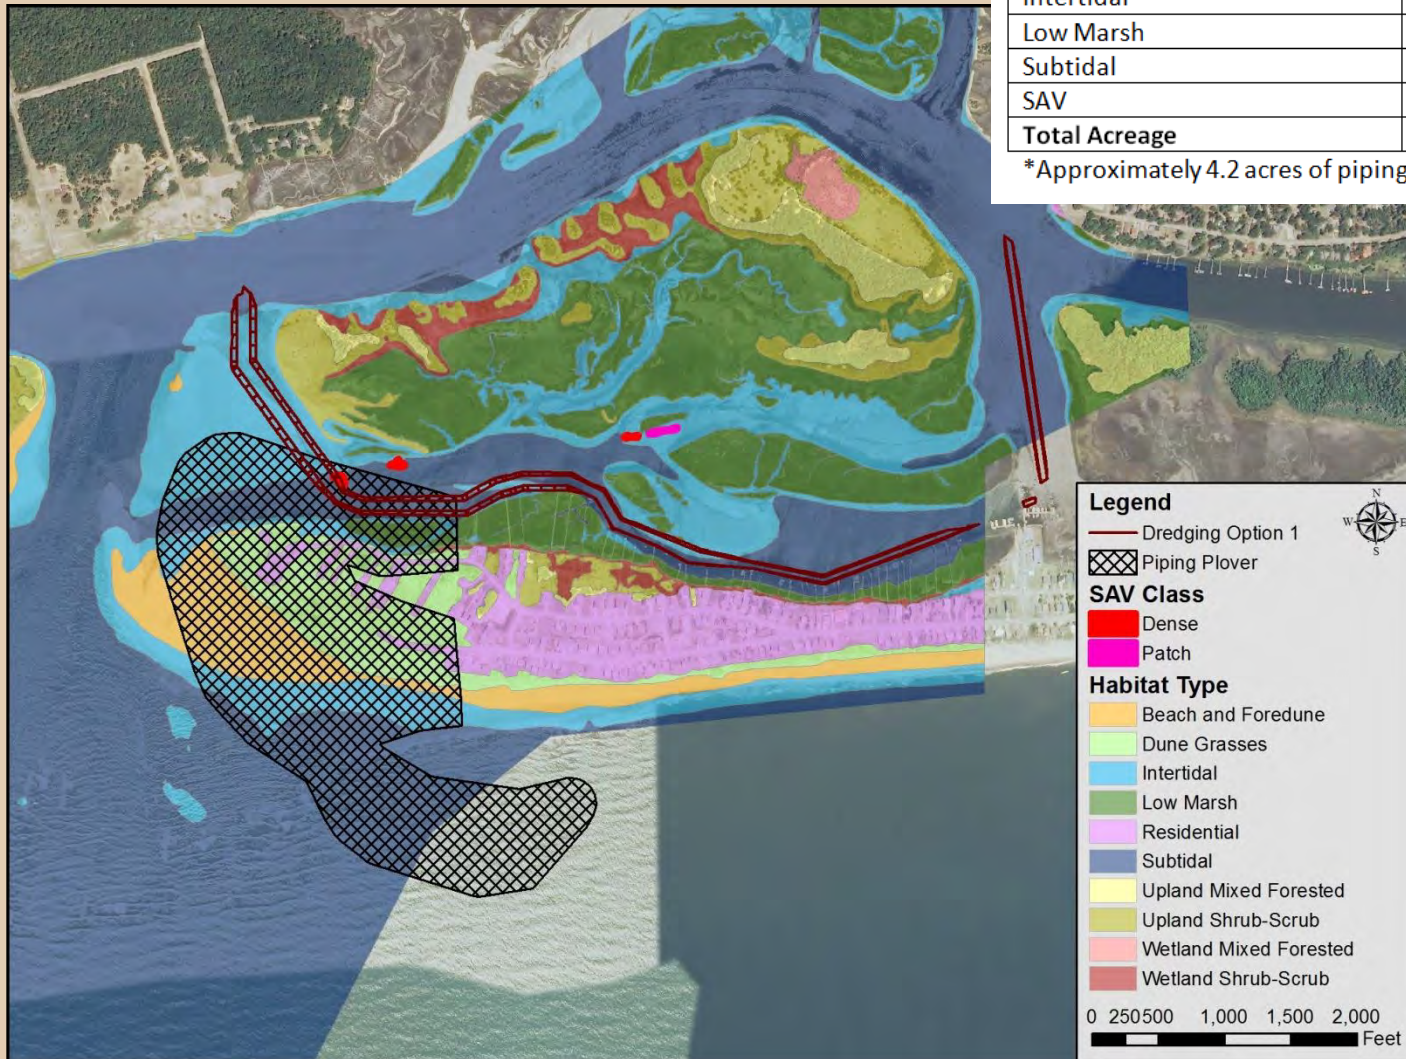 Intertidal
Low Marsh
Subtidal
SAV
Total Acreage
*Approximately 4.2 acres of piping
Legend
N
W E
S
Dredging Option 1
Piping Plover
SAV Class
Dense
Patch
Habitat Type
Beach and Foredune
Dune Grasses
Intertidal
Low Marsh
Residential
Subtidal
Upland Mixed Forested
Upland Shrub-Scrub
Wetland Mixed Forested
Wetland Shrub-Scrub
0 250 500 1,000 1,500 2,000
Feet